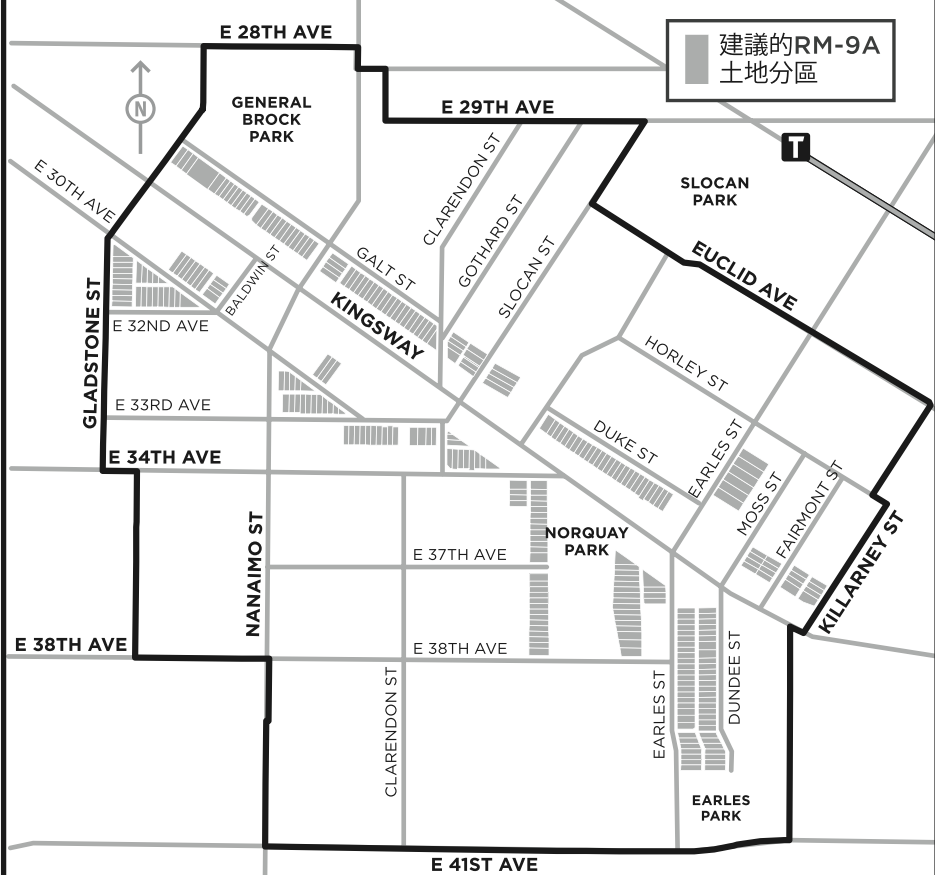 E 28TH AVE
建議的RM-9A
土地分區
N
GENERAL
BROCK
PARK
E 29TH AVE
T
E 30TH AVE
CLARENDON ST
GOTHARD ST
SLOCAN ST
SLOCAN
PARK
EUCLID AVE
GALT ST
BALDWIN ST
KINGSWAY
GLADSTONE ST
E 32ND AVE
HORLEY ST
E 33RD AVE
DUKE ST
EARLES ST
E 34TH AVE
MOSS ST
FAIRMONT ST
KILLARNEY ST
NANAIMO ST
NORQUAY
PARK
E 37TH AVE
E 38TH AVE
E 38TH AVE
CLARENDON ST
EARLES ST
DUNDEE ST
EARLES
PARK
E 41ST AVE